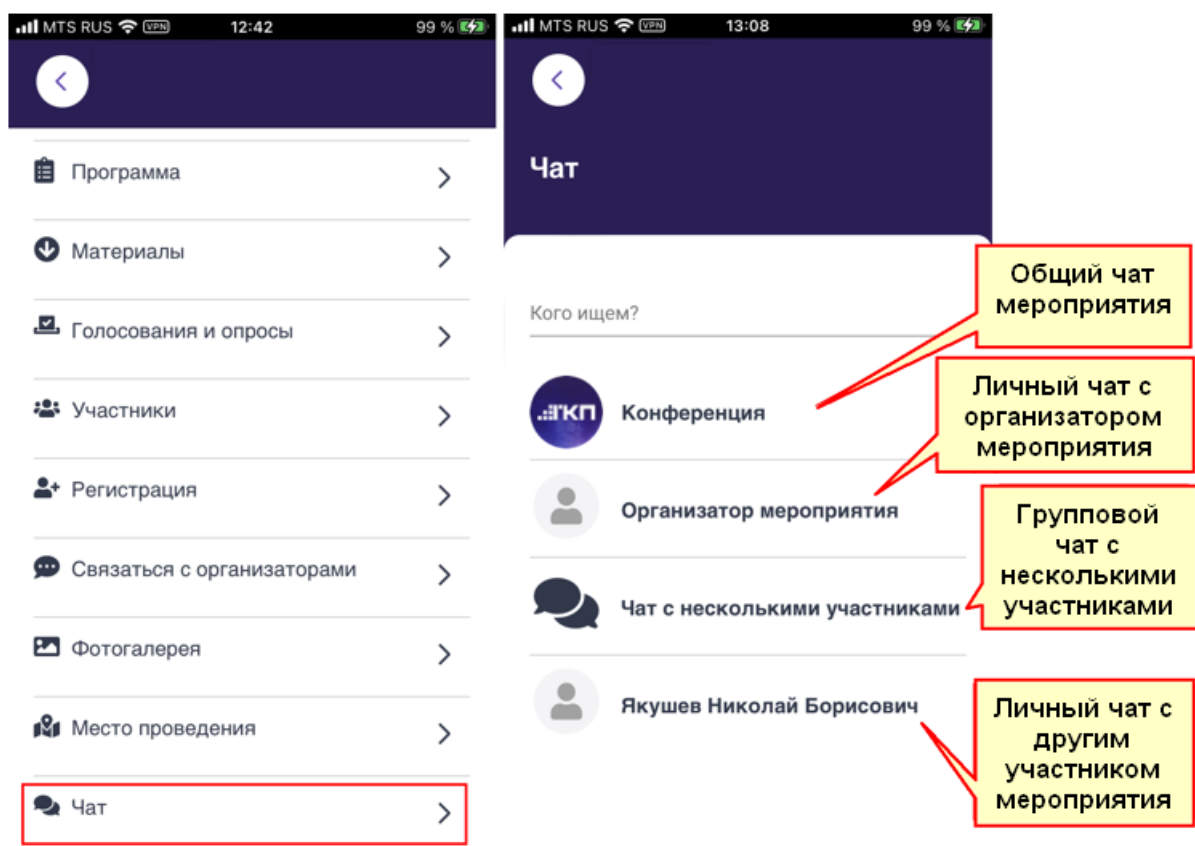 MTS RUS VPN 12:42 99 %
Программа
Материалы
Голосования и опросы
Участники
Регистрация
Связаться с организаторами
Фотогалерея
Место проведения
Чат
MTS RUS VPN 13:08 99 %
Чат
Кого ищем?
ГКП
Конференция
Организатор мероприятия
Чат с несколькими участниками
Якушев Николай Борисович
Общий чат
мероприятия
Личный чат с
организатором
мероприятия
Групповой
чат с
несколькими
участниками
Личный чат с
другим
участником
мероприятия